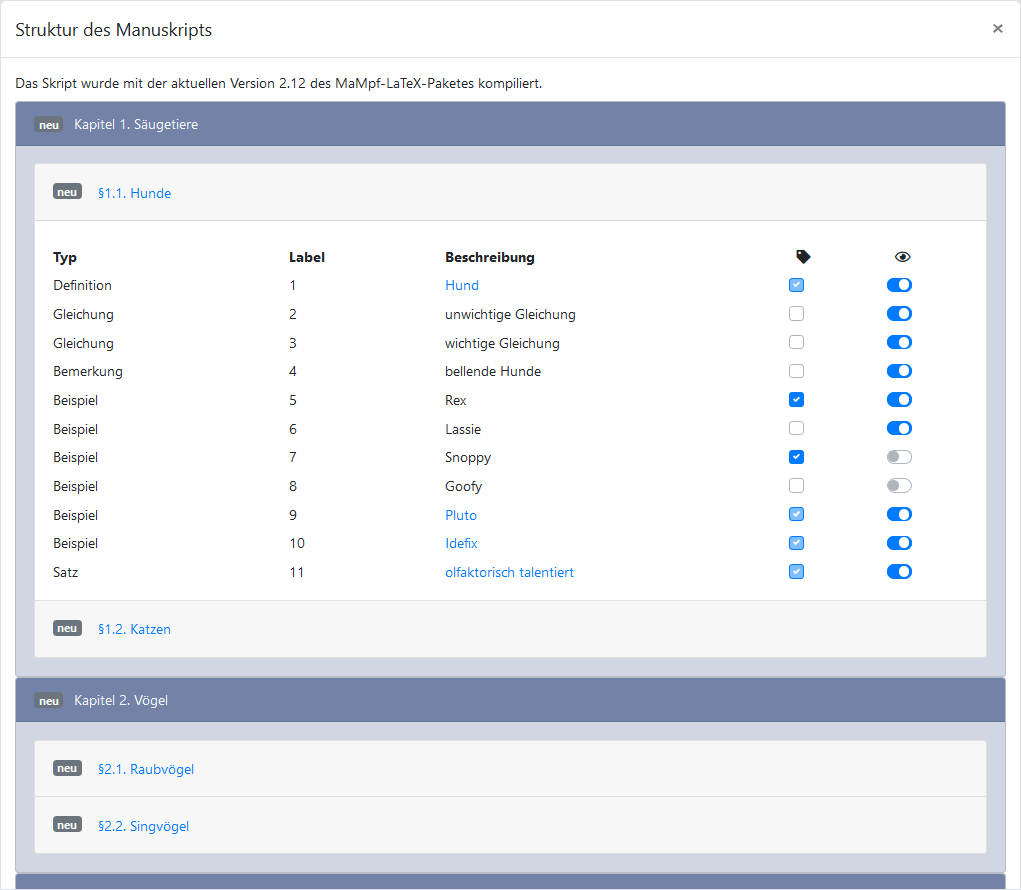 Struktur des Manuskripts ×
Das Skript wurde mit der aktuellen Version 2.12 des MaMpf-LaTeX-Paketes kompiliert.
neu Kapitel 1. Säugetiere
neu §1.1. Hunde
Typ Label Beschreibung
Definition 1 Hund
Gleichung 2 unwichtige Gleichung
Gleichung 3 wichtige Gleichung
Bemerkung 4 bellende Hunde
Beispiel 5 Rex
Beispiel 6 Lassie
Beispiel 7 Snoppy
Beispiel 8 Goofy
Beispiel 9 Pluto
Beispiel 10 Idefix
Satz 11 olfaktorisch talentiert
neu §1.2. Katzen
neu Kapitel 2. Vögel
neu §2.1. Raubvögel
neu §2.2. Singvögel